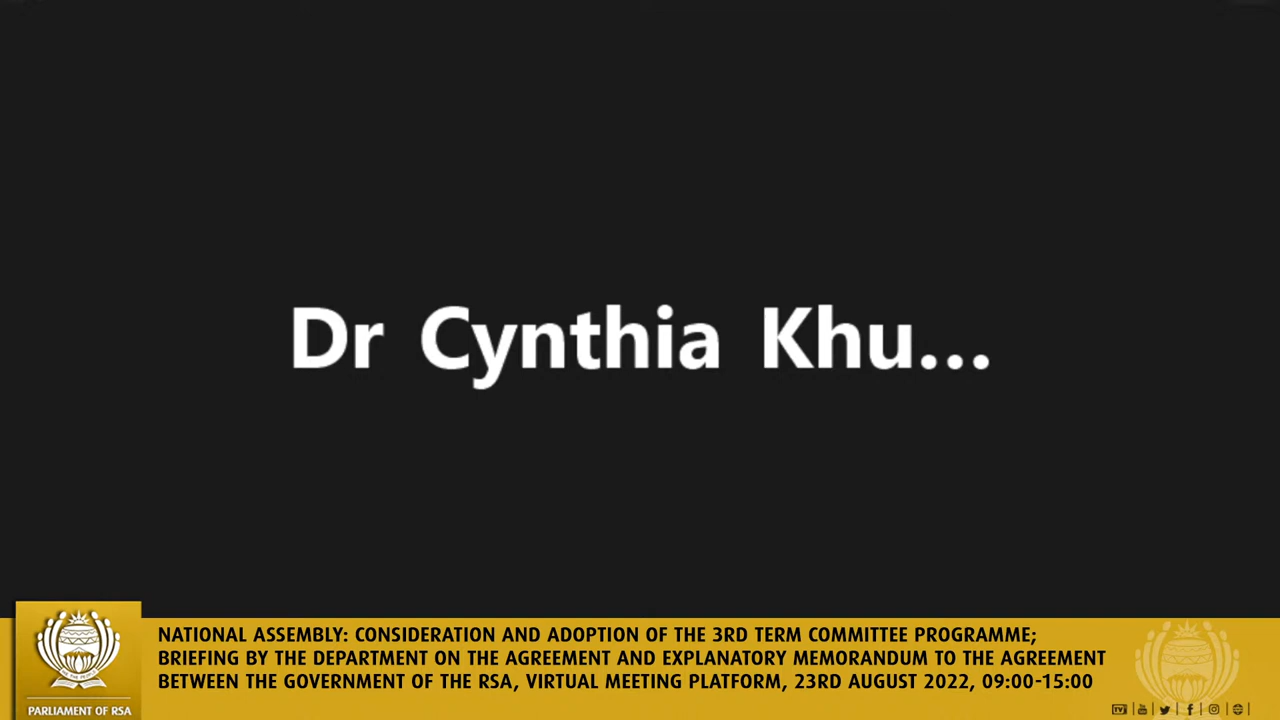 Dr Cynthia Khu...
NATIONAL ASSEMBLY: CONSIDERATION AND ADOPTION OF THE 3RD TERM COMMITTEE PROGRAMME;
BRIEFING BY THE DEPARTMENT ON THE AGREEMENT AND EXPLANATORY MEMORANDUM TO THE AGREEMENT
BETWEEN THE GOVERNMENT OF THE RSA, VIRTUAL MEETING PLATFORM, 23RD AUGUST 2022, 09:00-15:00
PARLIAMENT OF RSA